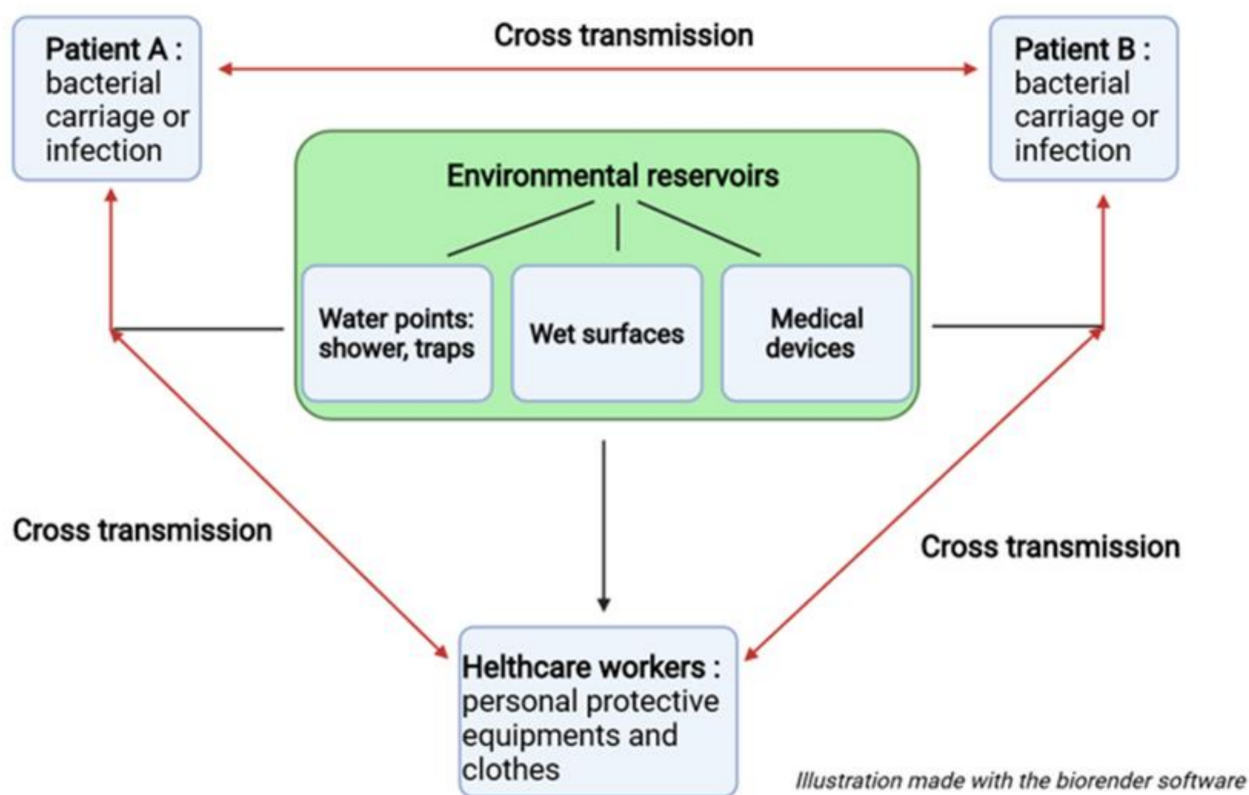 Cross transmission
Patient A :
bacterial
carriage or
infection
Patient B :
bacterial
carriage or
infection
Environmental reservoirs
Water points:
shower, traps
Wet surfaces
Medical
devices
Cross transmission
Cross transmission
Helthcare workers :
personal protective
equipments and
clothes
Illustration made with the biorender software